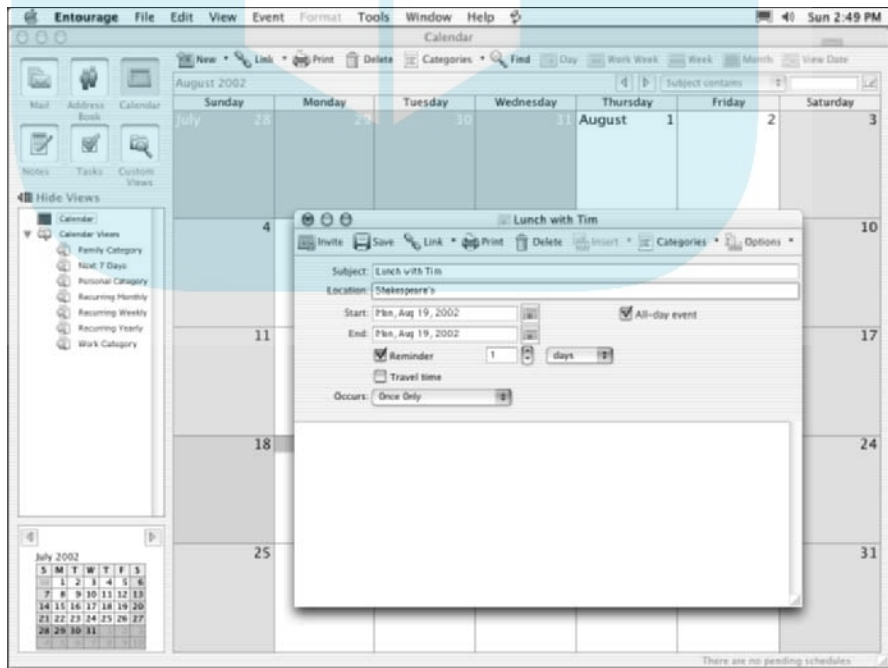 Entourage File Edit View Event Format Tools Window Help Sun 2:49 PM
Calendar
New Link Print Delete Categories Find Day Work Week Week Month View Date
August 2002 Subject contains
Mail Address Book Calendar
Notes Tasks Custom Views
Hide Views
Calendar
Calendar Views
Family Category
Next 7 Days
Personal Category
Recurring Monthly
Recurring Weekly
Recurring Yearly
Work Category
July 2002
S M T W T F S
1 2 3 4 5 6
7 8 9 10 11 12 13
14 15 16 17 18 19 20
21 22 23 24 25 26 27
28 29 30 31
Sunday Monday Tuesday Wednesday Thursday Friday Saturday
July 28 29 30 31 August 1 2 3
4 10
11 17
18 24
25 31
Lunch with Tim
Invite Save Link Print Delete Insert Categories Options
Subject: Lunch with Tim
Location: Shakespeare's
Start: Mon, Aug 19, 2002 All-day event
End: Mon, Aug 19, 2002
Reminder 1 days
Travel time
Occurs: Once Only
There are no pending schedules